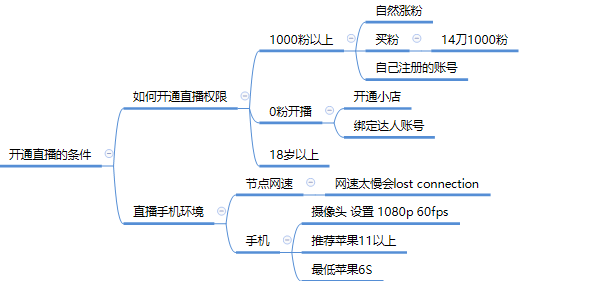 开通直播的条件
如何开通直播权限
1000粉以上
自然涨粉
买粉
14刀1000粉
自己注册的账号
0粉开播
开通小店
绑定达人账号
18岁以上
直播手机环境
节点网速
网速太慢会lost connection
手机
摄像头 设置 1080p 60fps
推荐苹果11以上
最低苹果6S